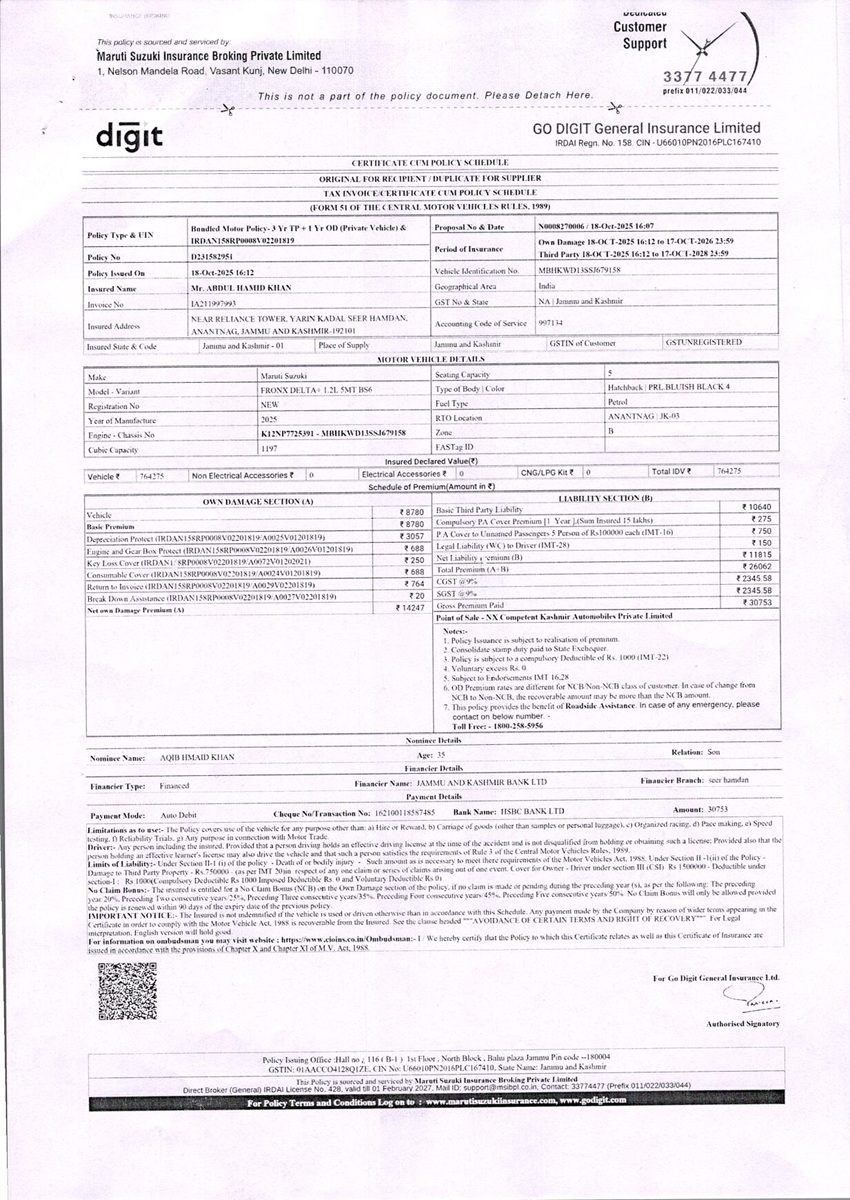 This policy is sourced and serviced by:
Maruti Suzuki Insurance Broking Private Limited
1, Nelson Mandela Road, Vasant Kunj, New Delhi - 110070
Dedicated
Customer
Support
3377 4477
prefix 011/022/033/044
This is not a part of the policy document. Please Detach Here.
digit
GO DIGIT General Insurance Limited
IRDAI Regn. No. 158. CIN - U66010PN2016PLC167410
CERTIFICATE CUM POLICY SCHEDULE
ORIGINAL FOR RECIPIENT / DUPLICATE FOR SUPPLIER
TAX INVOICE/CERTIFICATE CUM POLICY SCHEDULE
(FORM 51 OF THE CENTRAL MOTOR VEHICLES RULES, 1989)
Policy Type & UIN Bundled Motor Policy- 3 Yr TP + 1 Yr OD (Private Vehicle) & IRDAN158RP0008V02201819
Proposal No & Date N0008270006 / 18-Oct-2025 16:07
Period of Insurance Own Damage 18-OCT-2025 16:12 to 17-OCT-2026 23:59
Third Party 18-OCT-2025 16:12 to 17-OCT-2028 23:59
Policy No D231582951
Policy Issued On 18-Oct-2025 16:12 Vehicle Identification No. MBHKWD13SSJ679158
Insured Name Mr. ABDUL HAMID KHAN Geographical Area India
Invoice No IA211997993 GST No & State NA | Jammu and Kashmir
Insured Address NEAR RELIANCE TOWER, YARIN KADAL SEER HAMDAN,
ANANTNAG, JAMMU AND KASHMIR-192101
Accounting Code of Service 997134
Insured State & Code Jammu and Kashmir - 01 Place of Supply Jammu and Kashmir GSTIN of Customer GSTUNREGISTERED
MOTOR VEHICLE DETAILS
Make Maruti Suzuki Seating Capacity 5
Model - Variant FRONX DELTA+ 1.2L 5MT BS6 Type of Body | Color Hatchback | PRL BLUISH BLACK 4
Registration No NEW Fuel Type Petrol
Year of Manufacture 2025 RTO Location ANANTNAG | JK-03
Engine - Chassis No K12NP7725391 - MBHKWD13SSJ679158 Zone B
Cubic Capacity 1197 FASTag ID
Insured Declared Value(₹)
Vehicle ₹ 764275 Non Electrical Accessories ₹ 0 Electrical Accessories ₹ 0 CNG/LPG Kit ₹ 0 Total IDV ₹ 764275
Schedule of Premium(Amount in ₹)
OWN DAMAGE SECTION (A)
Vehicle ₹ 8780
Basic Premium ₹ 8780
Depreciation Protect (IRDAN158RP0008V02201819/A0025V01201819) ₹ 3057
Engine and Gear Box Protect (IRDAN158RP0008V02201819/A0026V01201819) ₹ 688
Key Loss Cover (IRDAN158RP0008V02201819/A0072V01202021) ₹ 250
Consumable Cover (IRDAN158RP0008V02201819/A0024V01201819) ₹ 688
Return to Invoice (IRDAN158RP0008V02201819/A0029V02201819) ₹ 764
Break Down Assistance (IRDAN158RP0008V02201819/A0027V02201819) ₹ 20
Net own Damage Premium (A) ₹ 14247
LIABILITY SECTION (B)
Basic Third Party Liability ₹ 10640
Compulsory PA Cover Premium [1 Year ],(Sum Insured 15 lakhs) ₹ 275
P.A Cover to Unnamed Passengers 5 Person of Rs100000 each (IMT-16) ₹ 750
Legal Liability (WC) to Driver (IMT-28) ₹ 150
Net Liability Premium (B) ₹ 11815
Total Premium (A+B) ₹ 26062
CGST @9% ₹ 2345.58
SGST @9% ₹ 2345.58
Gross Premium Paid ₹ 30753
Point of Sale - NX Competent Kashmir Automobiles Private Limited
Notes:-
1. Policy Issuance is subject to realisation of premium.
2. Consolidate stamp duty paid to State Exchequer.
3. Policy is subject to a compulsory Deductible of Rs. 1000 (IMT-22)
4. Voluntary excess Rs. 0
5. Subject to Endorsements IMT 16,28
6. OD Premium rates are different for NCB/Non-NCB class of customer. In case of change from
NCB to Non-NCB, the recoverable amount may be more than the NCB amount.
7. This policy provides the benefit of Roadside Assistance. In case of any emergency, please
contact on below number. -
Toll Free: - 1800-258-5956
Nominee Details
Nominee Name: AQIB HMAID KHAN Age: 35 Relation: Son
Financier Details
Financier Type: Financed Financier Name: JAMMU AND KASHMIR BANK LTD Financier Branch: seer hamdan
Payment Details
Payment Mode: Auto Debit Cheque No/Transaction No: 162100118587485 Bank Name: HSBC BANK LTD Amount: 30753
Limitations as to use:- The Policy covers use of the vehicle for any purpose other than: a) Hire or Reward, b) Carriage of goods (other than samples or personal luggage), c) Organized racing, d) Pace making, e) Speed
testing, f) Reliability Trials, g) Any purpose in connection with Motor Trade.
Driver:- Any person including the insured. Provided that a person driving holds an effective driving license at the time of the accident and is not disqualified from holding or obtaining such a license; Provided also that the
person holding an effective learner's license may also drive the vehicle and that such a person satisfies the requirements of Rule 3 of the Central Motor Vehicles Rules, 1989.
Limits of Liability:- Under Section II-1 (i) of the policy - Death of or bodily injury - Such amount as is necessary to meet there requirements of the Motor Vehicles Act, 1988. Under Section II -1(ii) of the Policy -
Damage to Third Party Property - Rs.750000 - (as per IMT 20)in respect of any one claim or series of claims arising out of one event. Cover for Owner - Driver under section III (CSI) Rs 1500000 - Deductible under
section-I : Rs 1000(Compulsory Deductible Rs 1000 Imposed Deductible Rs 0 and Voluntary Deductible Rs 0)
No Claim Bonus:- The insured is entitled for a No Claim Bonus (NCB) on the Own Damage section of the policy, if no claim is made or pending during the preceding year (s), as per the following: The preceding
year/20%, Preceding Two consecutive years/25%, Preceding Three consecutive years/35%, Preceding Four consecutive years/45%, Preceding Five consecutive years/50%. No Claim Bonus will only be allowed provided
the policy is renewed within 90 days of the expiry date of the previous policy.
IMPORTANT NOTICE:- The Insured is not indemnified if the vehicle is used or driven otherwise than in accordance with this Schedule. Any payment made by the Company by reason of wider terms appearing in the
Certificate in order to comply with the Motor Vehicle Act, 1988 is recoverable from the Insured. See the clause headed """AVOIDANCE OF CERTAIN TERMS AND RIGHT OF RECOVERY""". For Legal
interpretation, English version will hold good.
For information on ombudsman you may visit website : https://www.cioins.co.in/Ombudsman:- I / We hereby certify that the Policy to which this Certificate relates as well as this Certificate of Insurance are
issued in accordance with the provisions of Chapter X and Chapter XI of M.V. Act, 1988.
For Go Digit General Insurance Ltd.
Authorised Signatory
Policy Issuing Office :Hall no ; 116 ( B-1 ) 1st Floor , North Block , Bahu plaza Jammu Pin code --180004
GSTIN: 01AACCO4128Q1ZE, CIN No: U66010PN2016PLC167410, State Name: Jammu and Kashmir
This Policy is sourced and serviced by Maruti Suzuki Insurance Broking Private Limited
Direct Broker (General) IRDAI License No. 428, valid till 01 February 2027. Mail ID: support@msibpl.co.in, Contact: 33774477 (Prefix 011/022/033/044)
For Policy Terms and Conditions Log on to : www.marutisuzukiinsurance.com, www.godigit.com